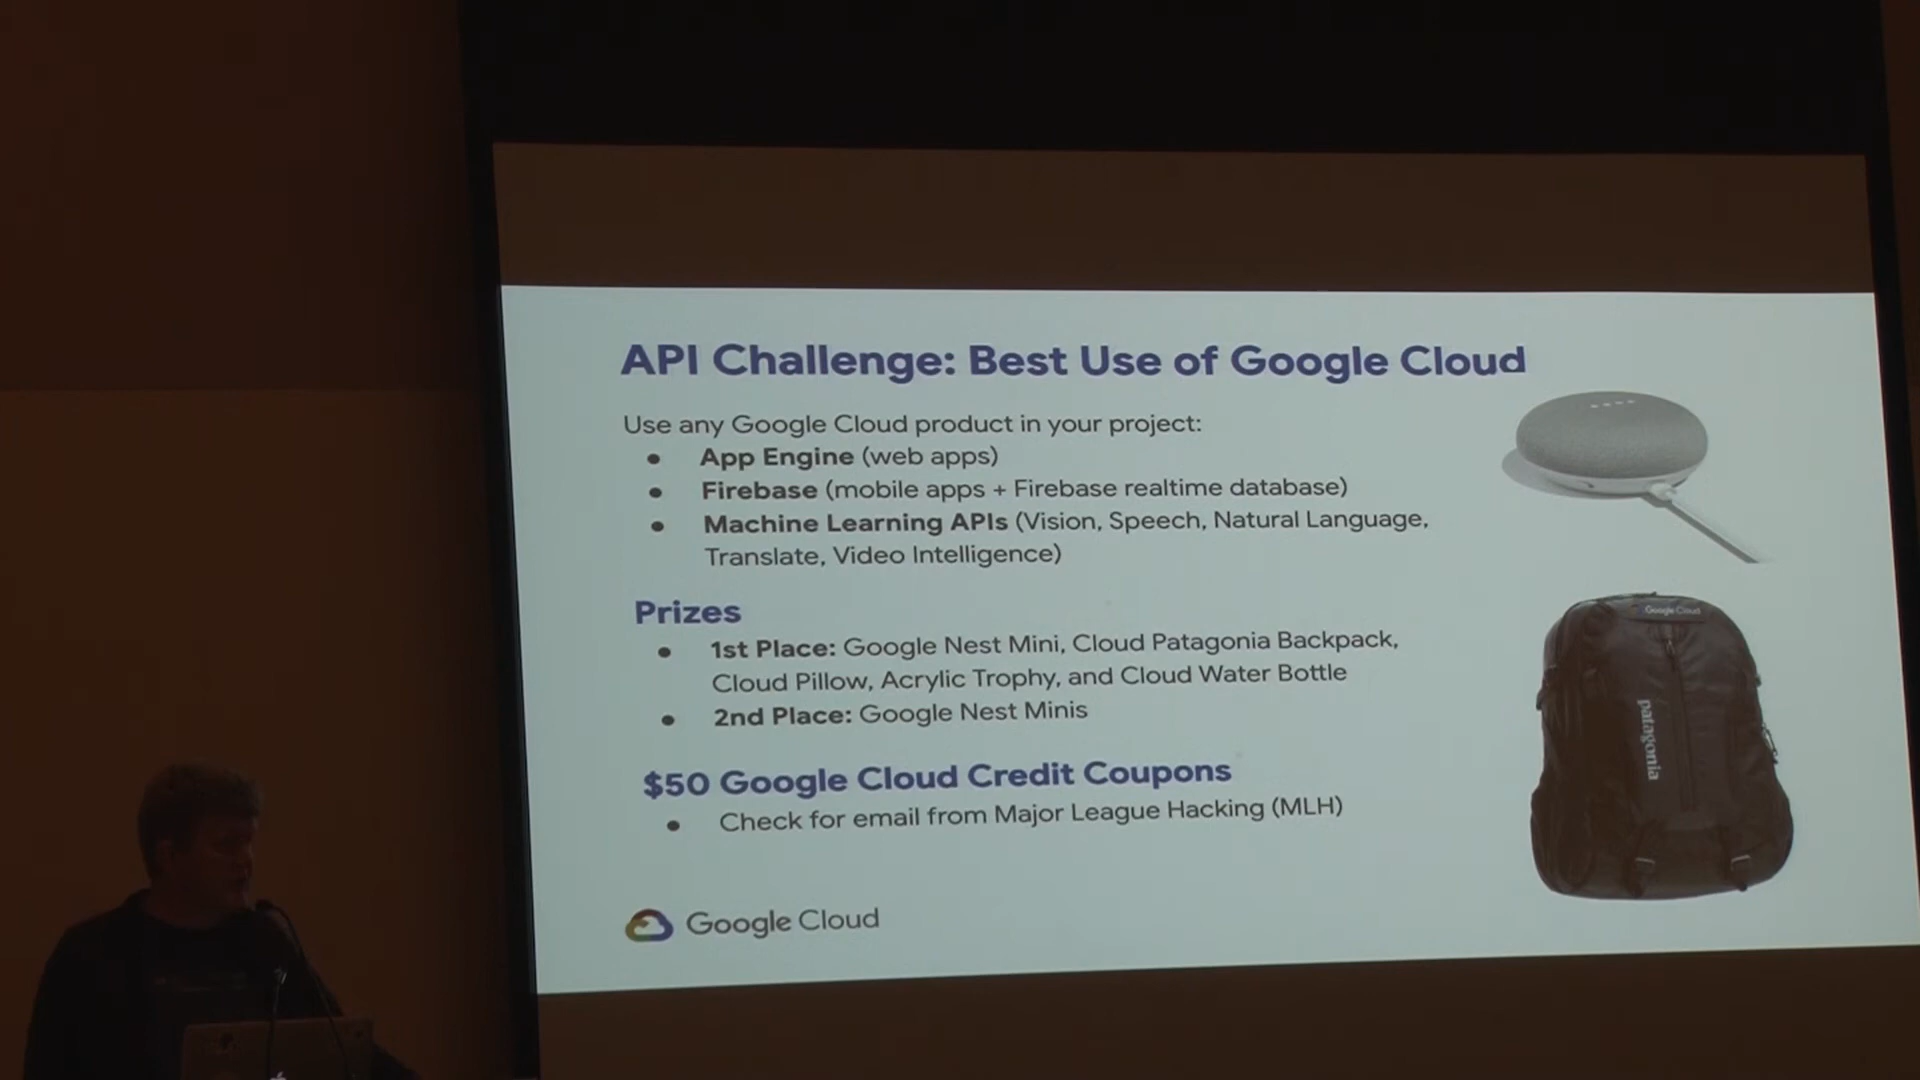 API Challenge: Best Use of Google Cloud
Use any Google Cloud product in your project:
● App Engine (web apps)
● Firebase (mobile apps + Firebase realtime database)
● Machine Learning APIs (Vision, Speech, Natural Language,
Translate, Video Intelligence)
Prizes
● 1st Place: Google Nest Mini, Cloud Patagonia Backpack,
Cloud Pillow, Acrylic Trophy, and Cloud Water Bottle
● 2nd Place: Google Nest Minis
$50 Google Cloud Credit Coupons
● Check for email from Major League Hacking (MLH)
Google Cloud
Google Cloud
patagonia